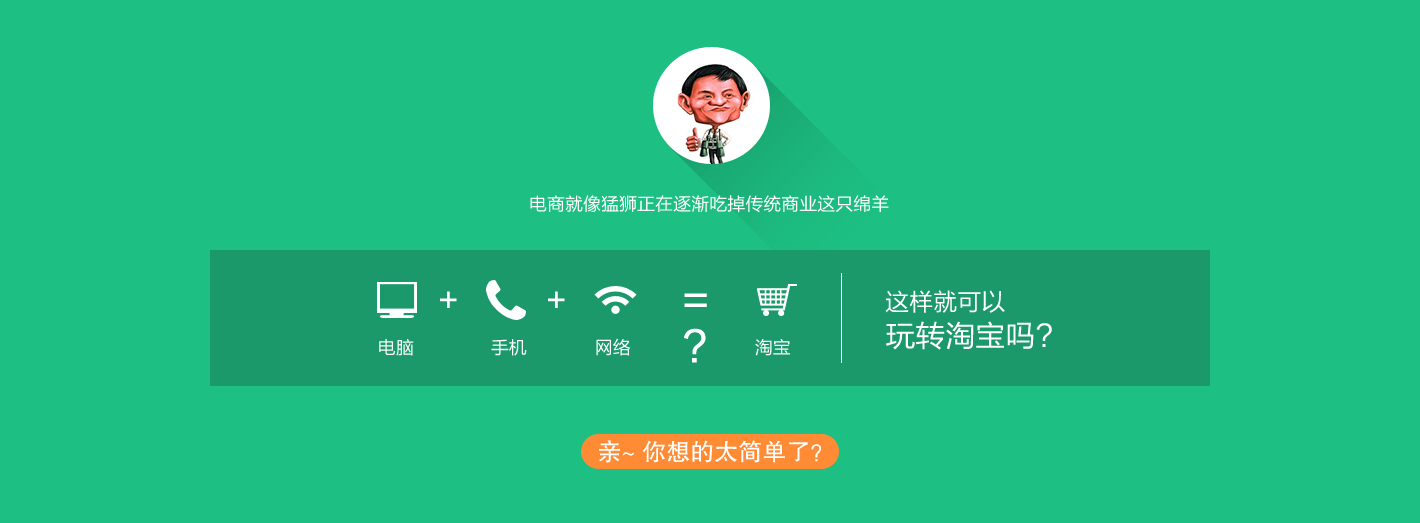 电商就像猛狮正在逐渐吃掉传统商业这只绵羊
+ + =
?
电脑 手机 网络 淘宝
这样就可以
玩转淘宝吗?
亲~ 你想的太简单了?